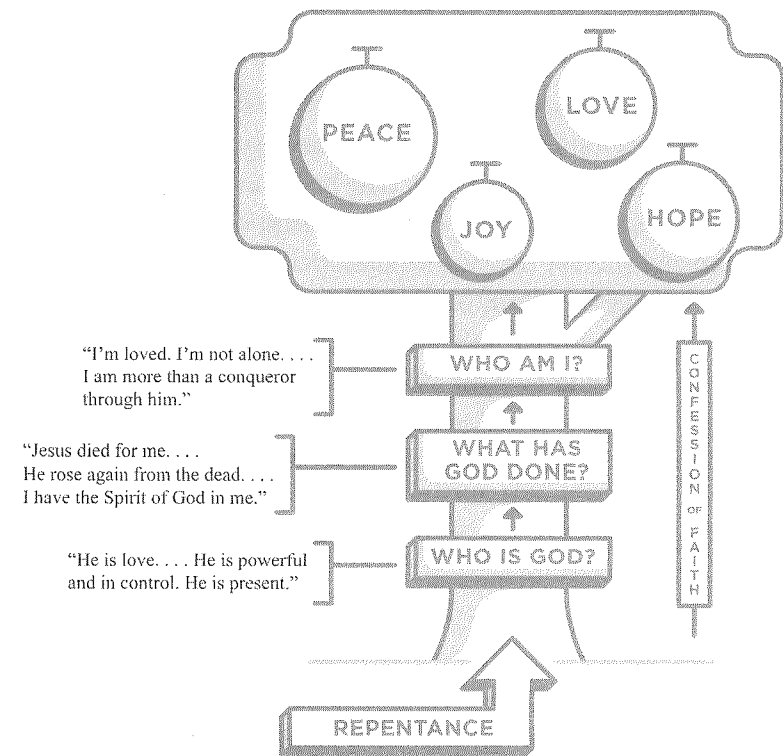 PEACE
LOVE
JOY
HOPE
"I'm loved. I'm not alone. . . .
I am more than a conqueror
through him."
WHO AM I?
"Jesus died for me. . . .
He rose again from the dead. . . .
I have the Spirit of God in me."
WHAT HAS
GOD DONE?
"He is love. . . . He is powerful
and in control. He is present."
WHO IS GOD?
CONFESSION OF FAITH
REPENTANCE